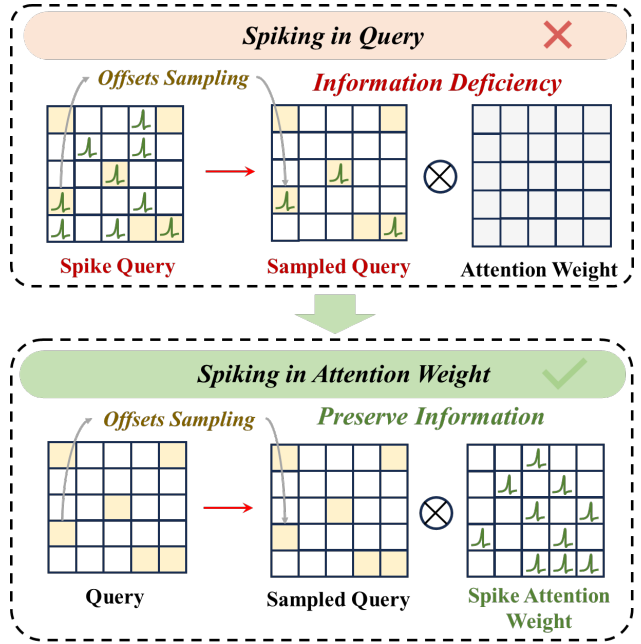 Spiking in Query
Offsets Sampling
Information Deficiency
Spike Query
Sampled Query
Attention Weight
Spiking in Attention Weight
Offsets Sampling
Preserve Information
Query
Sampled Query
Spike Attention
Weight